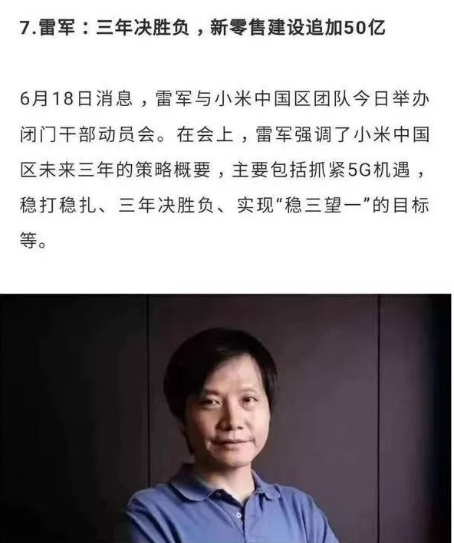 7.雷军：三年决胜负，新零售建设追加50亿
6月18日消息，雷军与小米中国区团队今日举办
闭门干部动员会。在会上，雷军强调了小米中国
区未来三年的策略概要，主要包括抓紧5G机遇，
稳打稳扎、三年决胜负、实现“稳三望一”的目标
等。